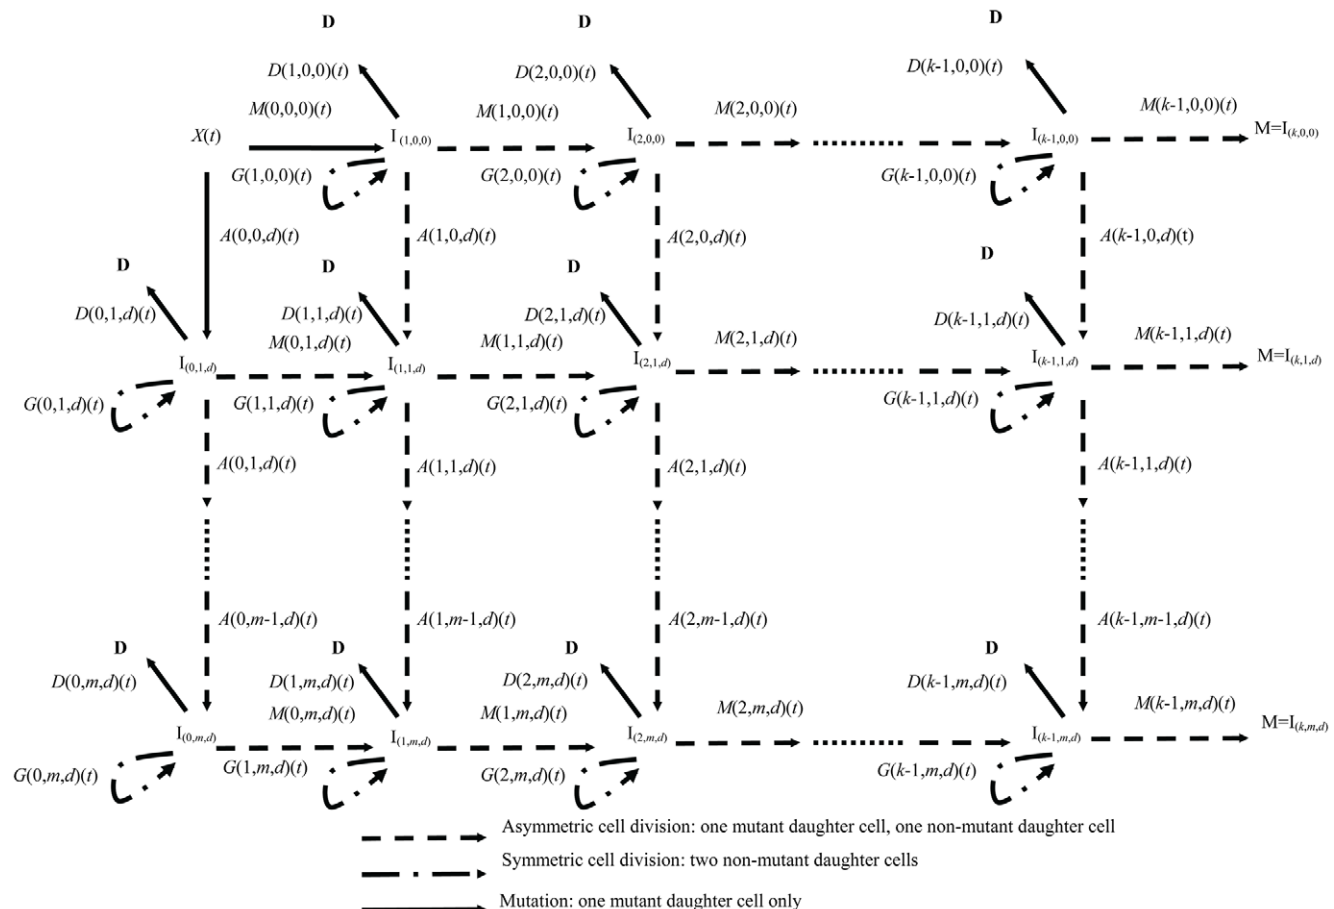 D D D
D(1,0,0)(t) D(2,0,0)(t) D(k-1,0,0)(t)
M(0,0,0)(t) M(1,0,0)(t) M(2,0,0)(t) M(k-1,0,0)(t)
X(t) I(1,0,0) I(2,0,0) I(k-1,0,0) M=I(k,0,0)
G(1,0,0)(t) G(2,0,0)(t) G(k-1,0,0)(t)
A(0,0,d)(t) A(1,0,d)(t) A(2,0,d)(t) A(k-1,0,d)(t)
D D D D
D(0,1,d)(t) D(1,1,d)(t) D(2,1,d)(t) D(k-1,1,d)(t)
M(0,1,d)(t) M(1,1,d)(t) M(2,1,d)(t) M(k-1,1,d)(t)
I(0,1,d) I(1,1,d) I(2,1,d) I(k-1,1,d) M=I(k,1,d)
G(0,1,d)(t) G(1,1,d)(t) G(2,1,d)(t) G(k-1,1,d)(t)
A(0,1,d)(t) A(1,1,d)(t) A(2,1,d)(t) A(k-1,1,d)(t)
A(0,m-1,d)(t) A(1,m-1,d)(t) A(2,m-1,d)(t) A(k-1,m-1,d)(t)
D D D D
D(0,m,d)(t) D(1,m,d)(t) D(2,m,d)(t) D(k-1,m,d)(t)
M(0,m,d)(t) M(1,m,d)(t) M(2,m,d)(t) M(k-1,m,d)(t)
I(0,m,d) I(1,m,d) I(2,m,d) I(k-1,m,d) M=I(k,m,d)
G(0,m,d)(t) G(1,m,d)(t) G(2,m,d)(t) G(k-1,m,d)(t)
Asymmetric cell division: one mutant daughter cell, one non-mutant daughter cell
Symmetric cell division: two non-mutant daughter cells
Mutation: one mutant daughter cell only